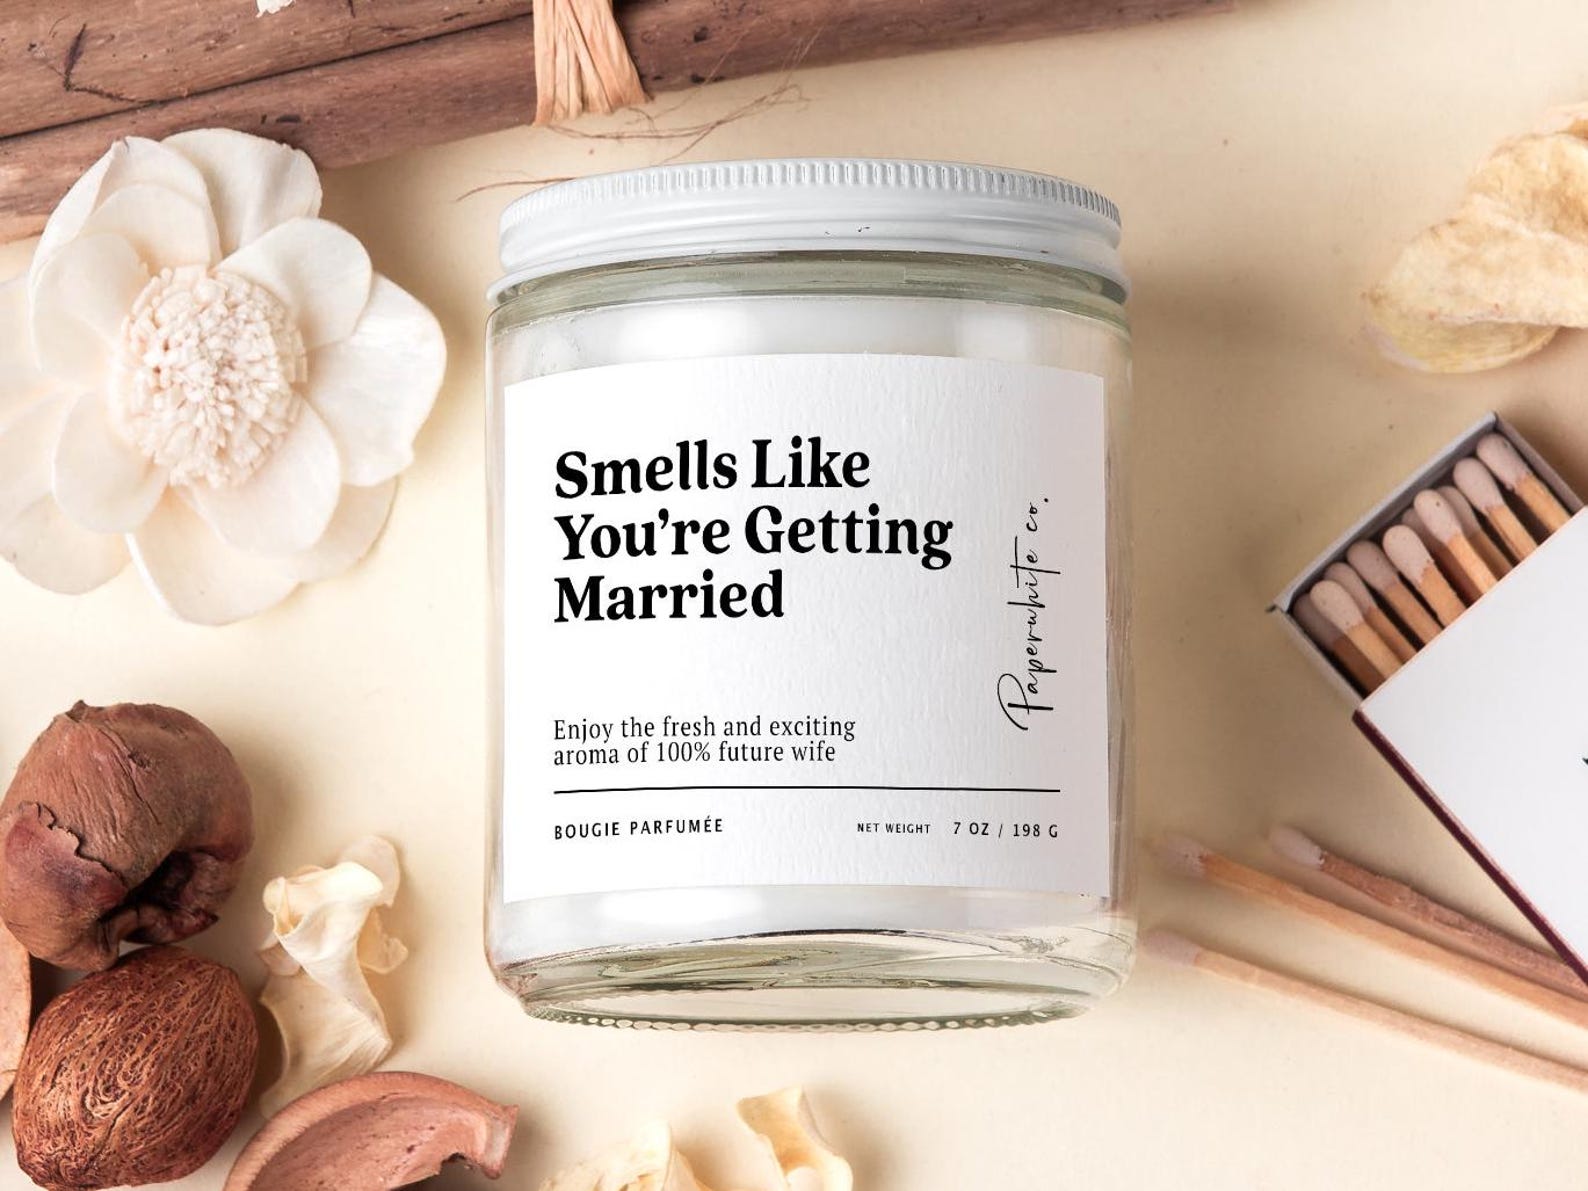 Smells Like
You're Getting
Married
Paperwhite co.
Enjoy the fresh and exciting
aroma of 100% future wife
BOUGIE PARFUMÉE
NET WEIGHT 7 OZ / 198 G